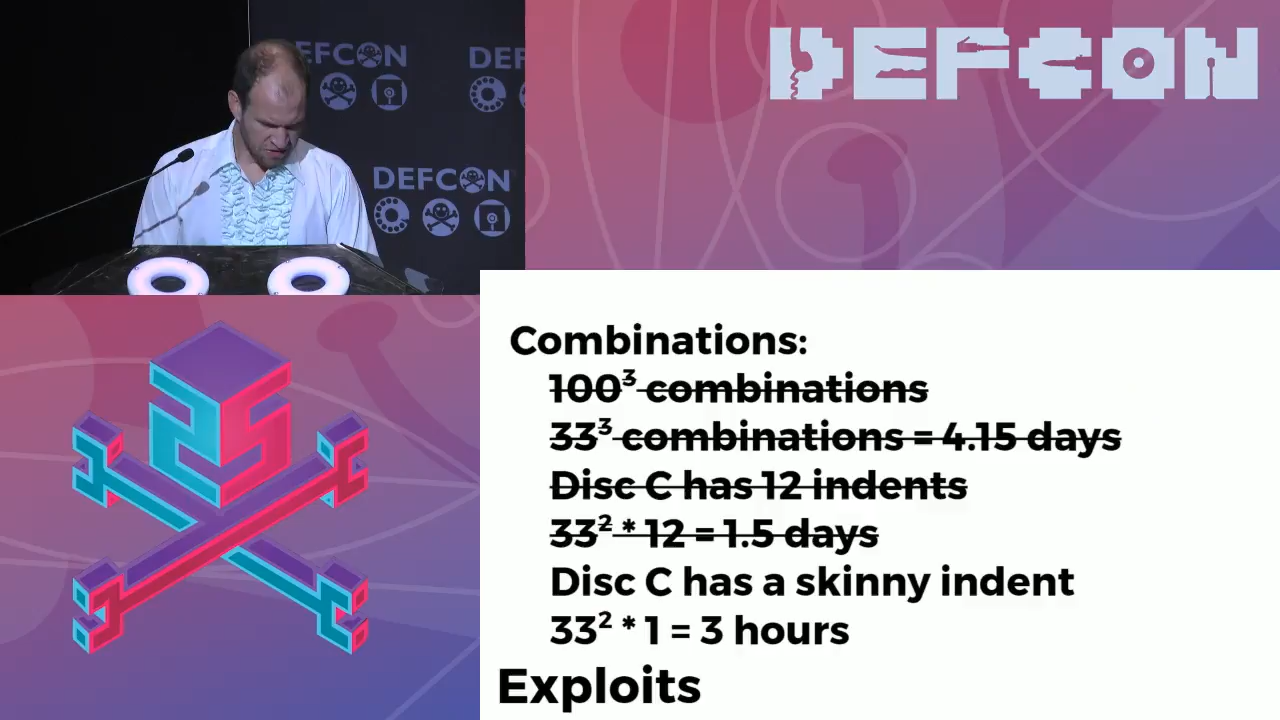 DEFCON
DEFCON
DEF
DEFCON
Combinations:
100³ combinations
33³ combinations = 4.15 days
Disc C has 12 indents
33² * 12 = 1.5 days
Disc C has a skinny indent
33² * 1 = 3 hours
Exploits